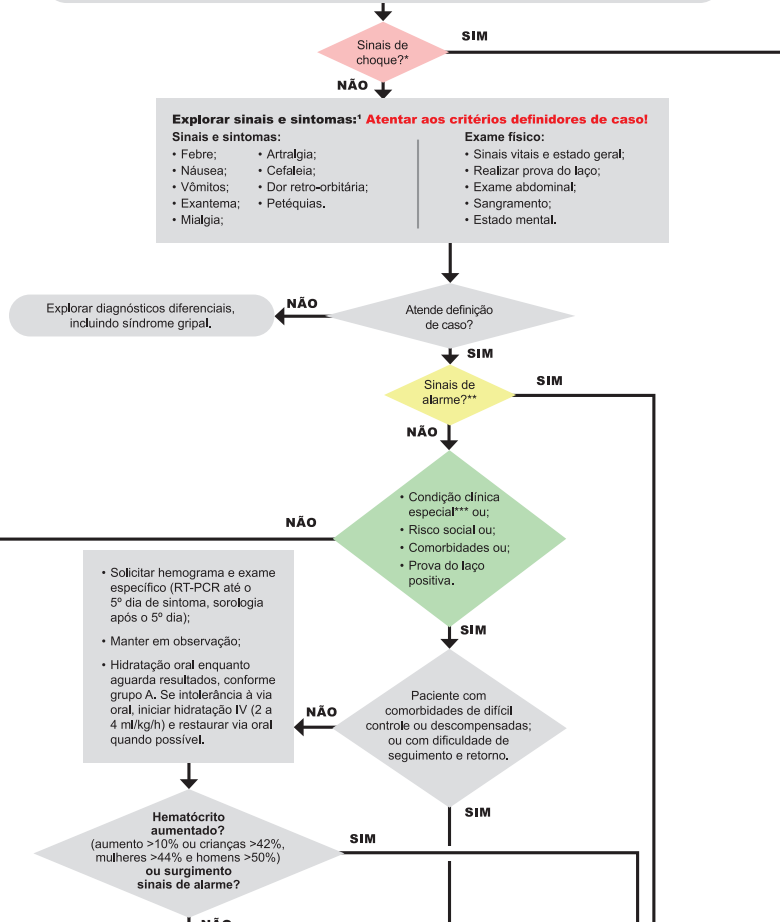 Sinais de
choque?*
SIM
NÃO
Explorar sinais e sintomas:¹ Atentar aos critérios definidores de caso!
Sinais e sintomas:
• Febre;
• Náusea;
• Vômitos;
• Exantema;
• Mialgia;
• Artralgia;
• Cefaleia;
• Dor retro-orbitária;
• Petéquias.
Exame físico:
• Sinais vitais e estado geral;
• Realizar prova do laço;
• Exame abdominal;
• Sangramento;
• Estado mental.
Atende definição
de caso?
NÃO
Explorar diagnósticos diferenciais,
incluindo síndrome gripal.
SIM
Sinais de
alarme?**
SIM
NÃO
• Condição clínica
especial*** ou;
• Risco social ou;
• Comorbidades ou;
• Prova do laço
positiva.
NÃO
SIM
Paciente com
comorbidades de difícil
controle ou descompensadas;
ou com dificuldade de
seguimento e retorno.
NÃO
SIM
• Solicitar hemograma e exame
específico (RT-PCR até o
5º dia de sintoma, sorologia
após o 5º dia);
• Manter em observação;
• Hidratação oral enquanto
aguarda resultados, conforme
grupo A. Se intolerância à via
oral, iniciar hidratação IV (2 a
4 ml/kg/h) e restaurar via oral
quando possível.
Hematócrito
aumentado?
(aumento >10% ou crianças >42%,
mulheres >44% e homens >50%)
ou surgimento
sinais de alarme?
SIM
NÃO